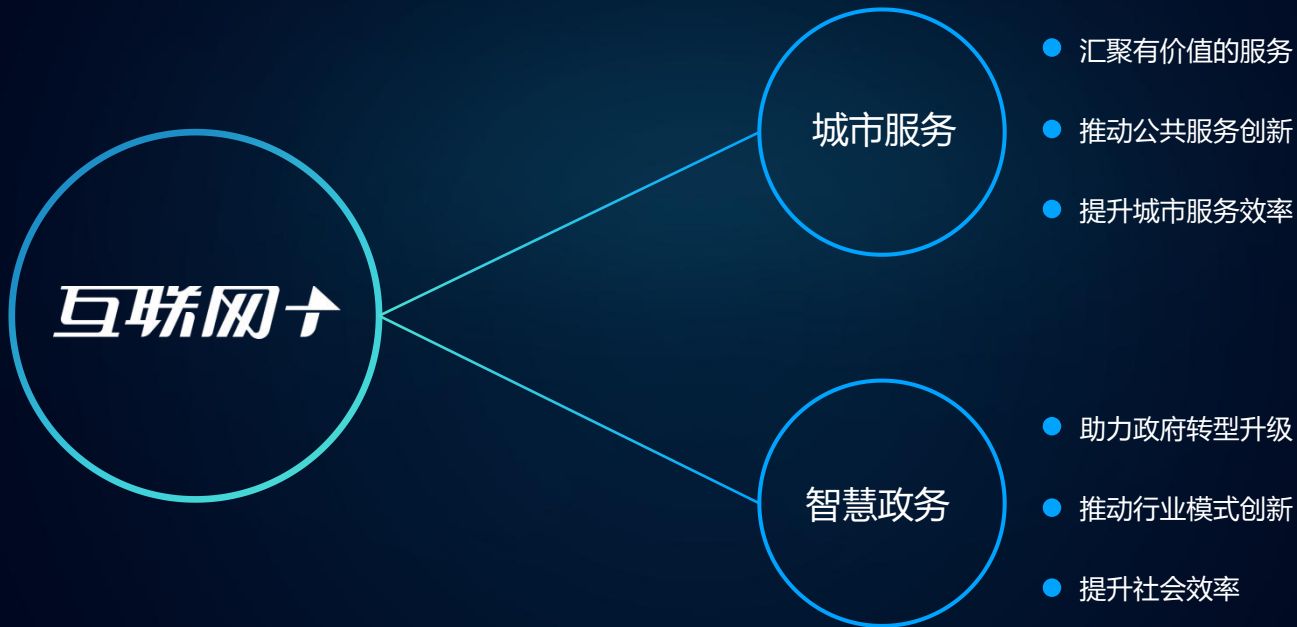 互联网+
城市服务
汇聚有价值的服务
推动公共服务创新
提升城市服务效率
智慧政务
助力政府转型升级
推动行业模式创新
提升社会效率